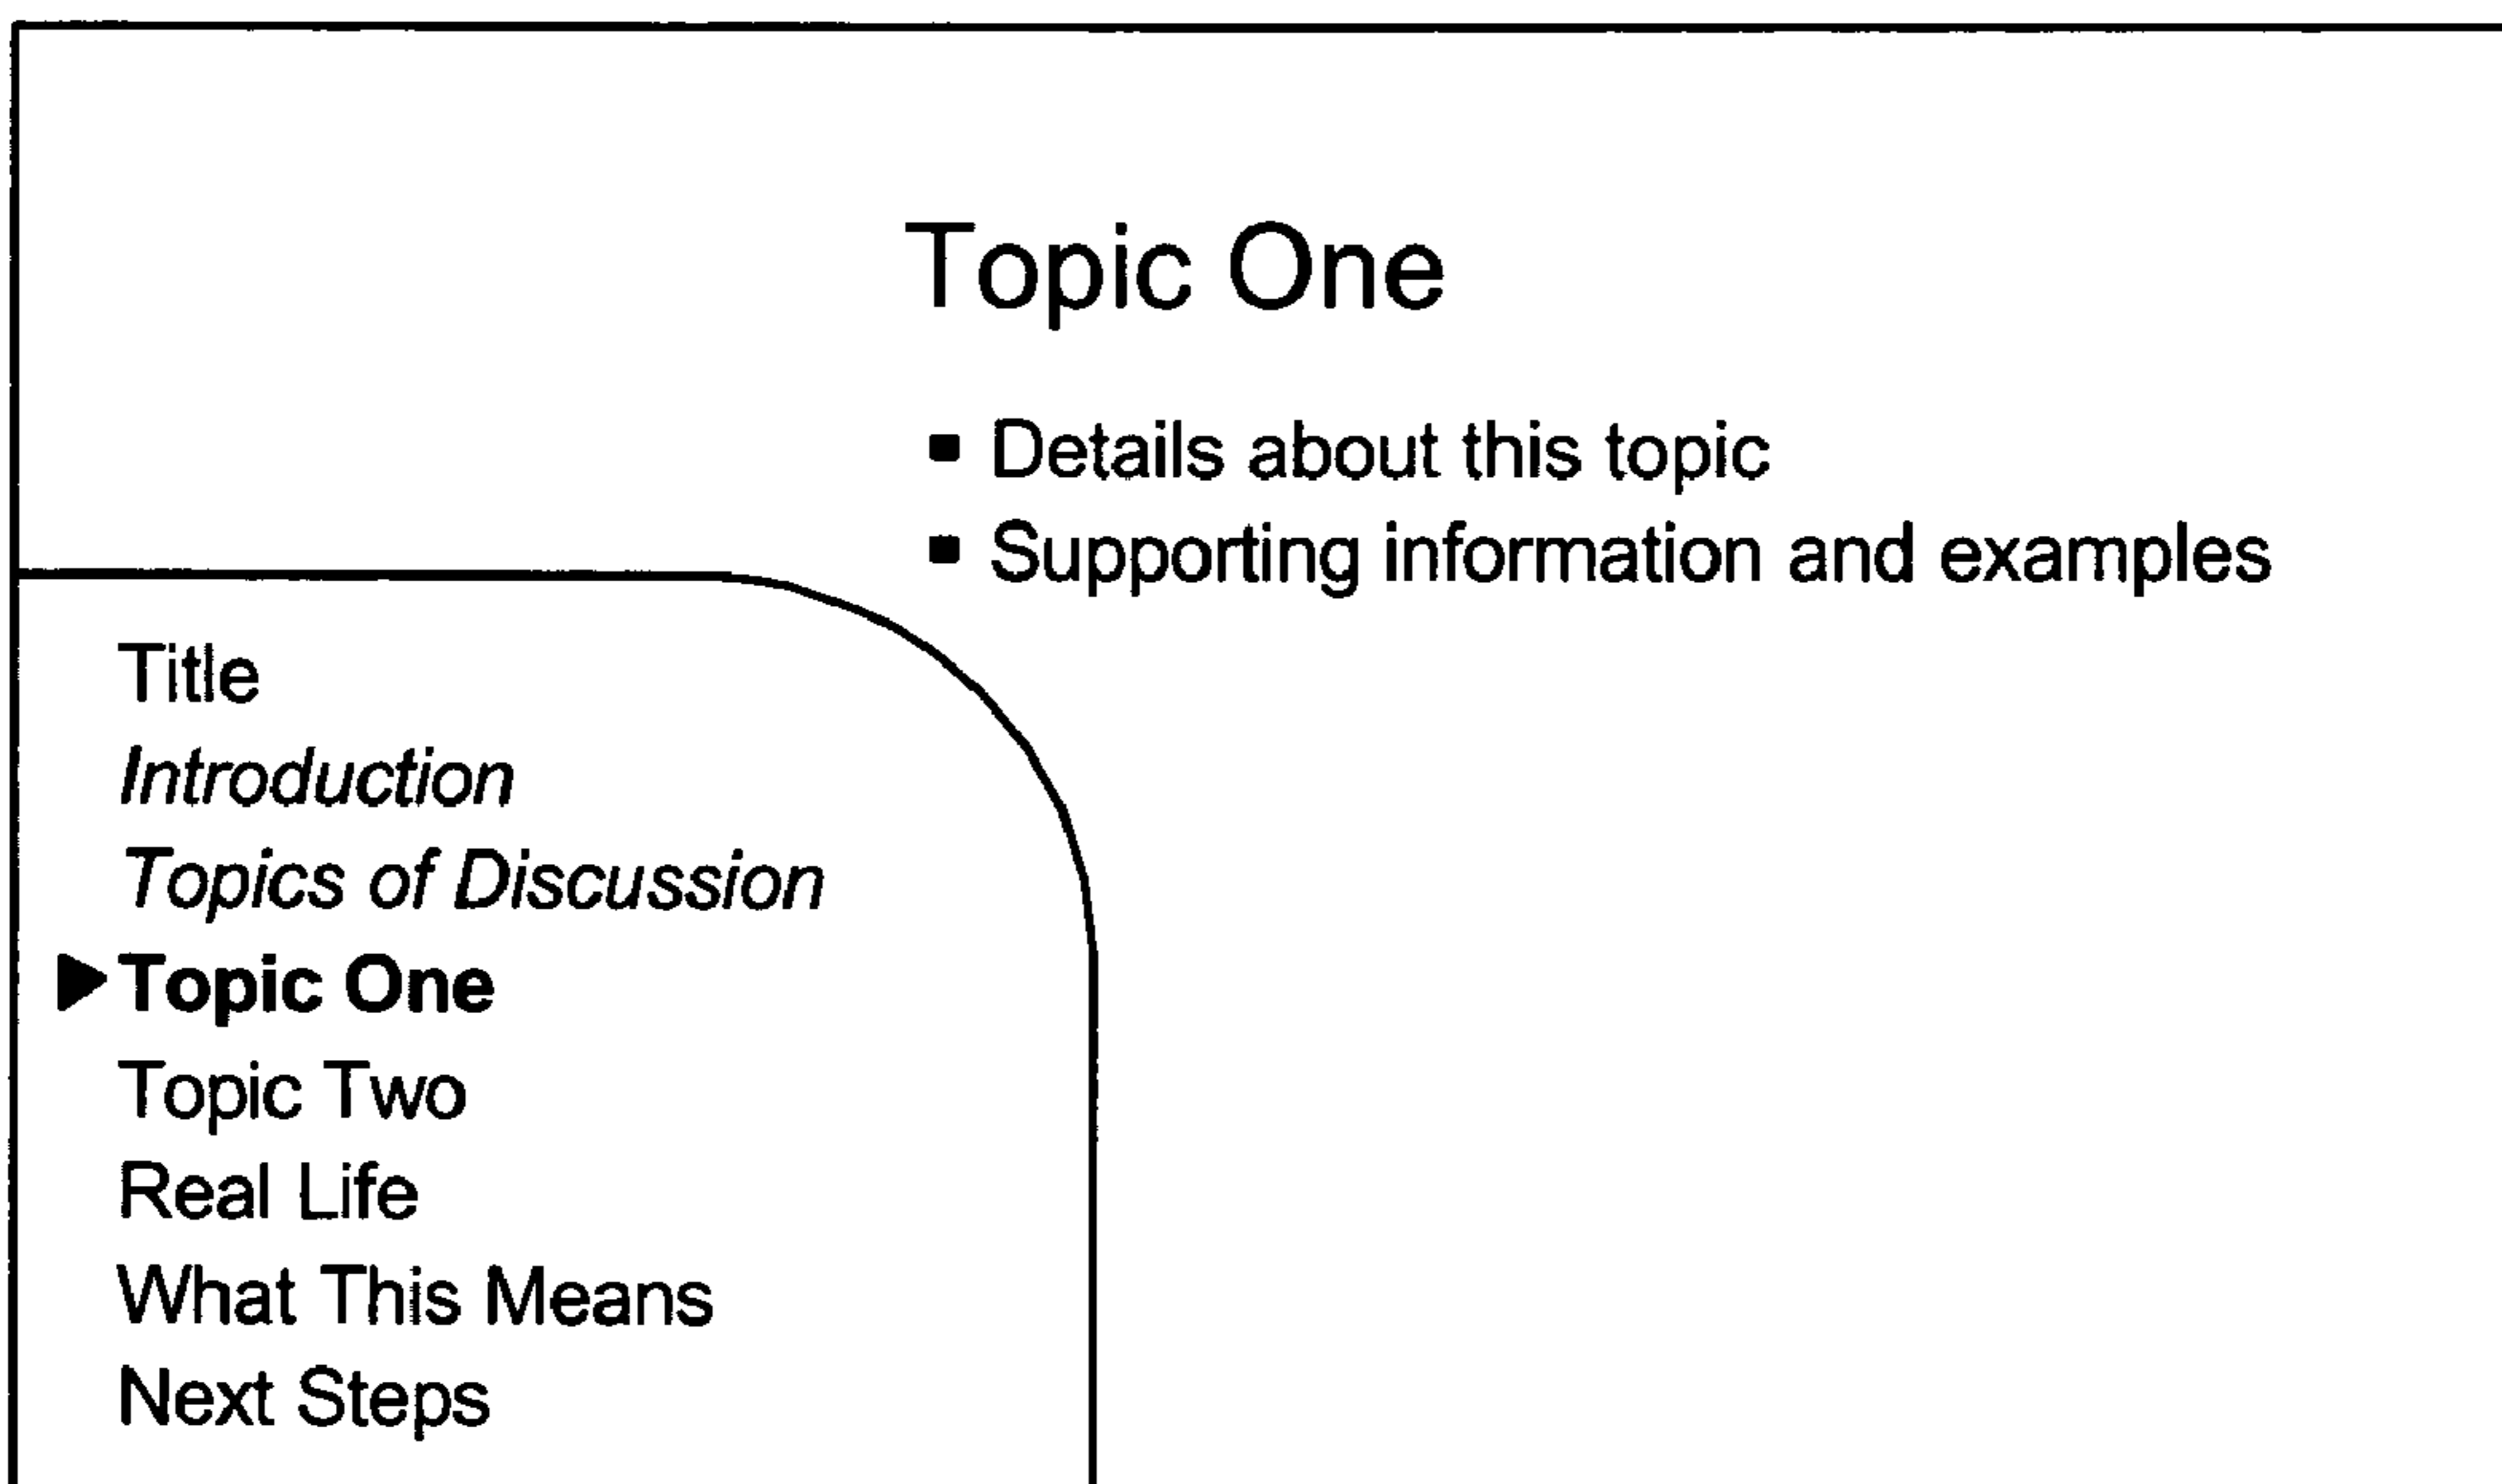 Topic One
▪ Details about this topic
▪ Supporting information and examples
Title
Introduction
Topics of Discussion
▶Topic One
Topic Two
Real Life
What This Means
Next Steps